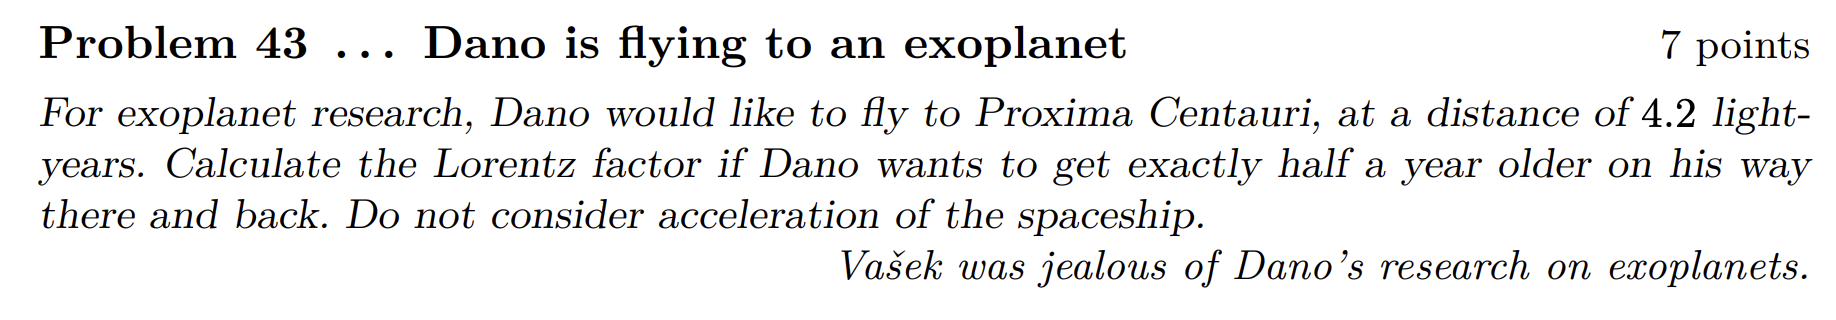 Problem 43 ... Dano is flying to an exoplanet 7 points
For exoplanet research, Dano would like to fly to Proxima Centauri, at a distance of 4.2 light-
years. Calculate the Lorentz factor if Dano wants to get exactly half a year older on his way
there and back. Do not consider acceleration of the spaceship.
Vašek was jealous of Dano's research on exoplanets.